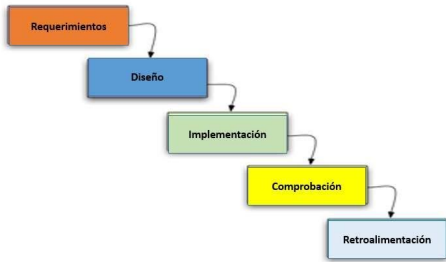 Requerimientos
Diseño
Implementación
Comprobación
Retroalimentación